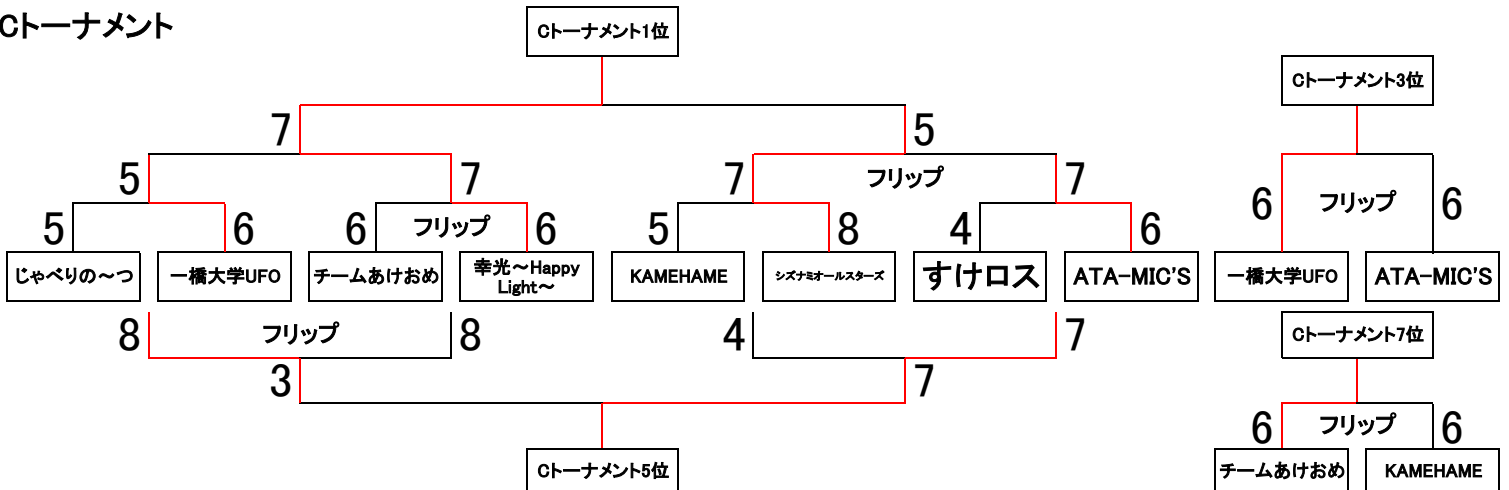 Cトーナメント
Cトーナメント1位
Cトーナメント3位
7
5
5
7
7
フリップ
7
6
フリップ
6
5
6
6
フリップ
6
5
8
4
6
じゃべりの～つ
一橋大学UFO
チームあけおめ
幸光～Happy
Light～
KAMEHAME
シズナミオールスターズ
すけロス
ATA-MIC'S
一橋大学UFO
ATA-MIC'S
8
フリップ
8
4
7
Cトーナメント7位
3
7
6
フリップ
6
Cトーナメント5位
チームあけおめ
KAMEHAME